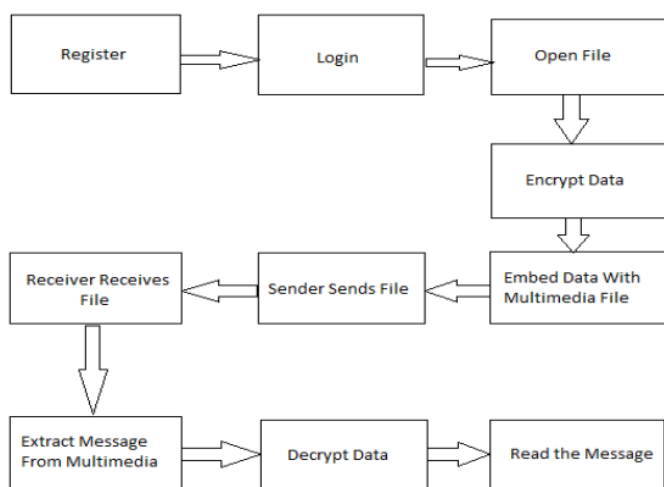 Register
Login
Open File
Encrypt Data
Embed Data With
Multimedia File
Sender Sends File
Receiver Receives
File
Extract Message
From Multimedia
Decrypt Data
Read the Message